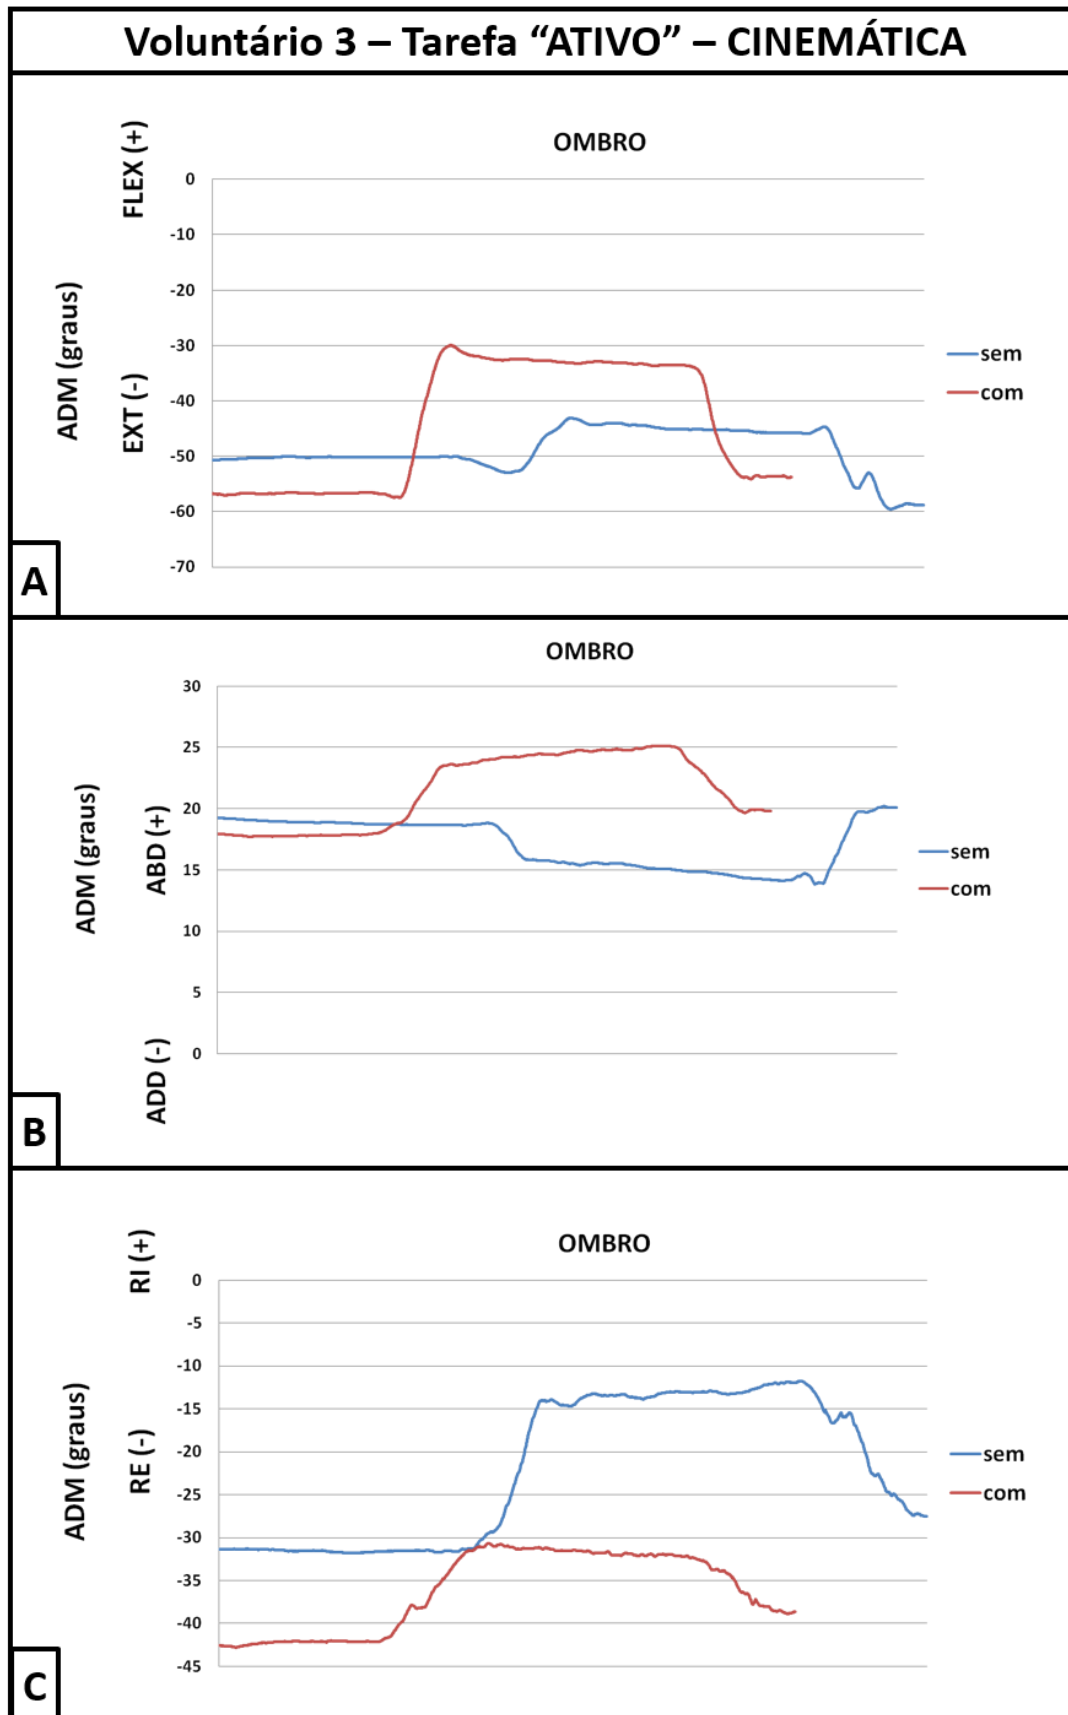 Voluntário 3 – Tarefa “ATIVO” – CINEMÁTICA
OMBRO
FLEX (+)
EXT (-)
ADM (graus)
0
-10
-20
-30
-40
-50
-60
-70
sem
com
A
OMBRO
ABD (+)
ADD (-)
ADM (graus)
30
25
20
15
10
5
0
sem
com
B
OMBRO
RI (+)
RE (-)
ADM (graus)
0
-5
-10
-15
-20
-25
-30
-35
-40
-45
sem
com
C